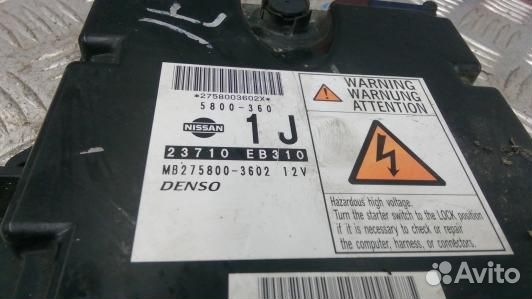 *2758003602X*
5800-360
NISSAN
1J
23710 EB310
MB275800-3602 12V
DENSO
WARNING
WARNUNG
ATTENTION
Hazardous high voltage.
Turn the starter switch to the LOCK position
if it is necessary to check or repair
the computer, harness, or connectors.
Avito